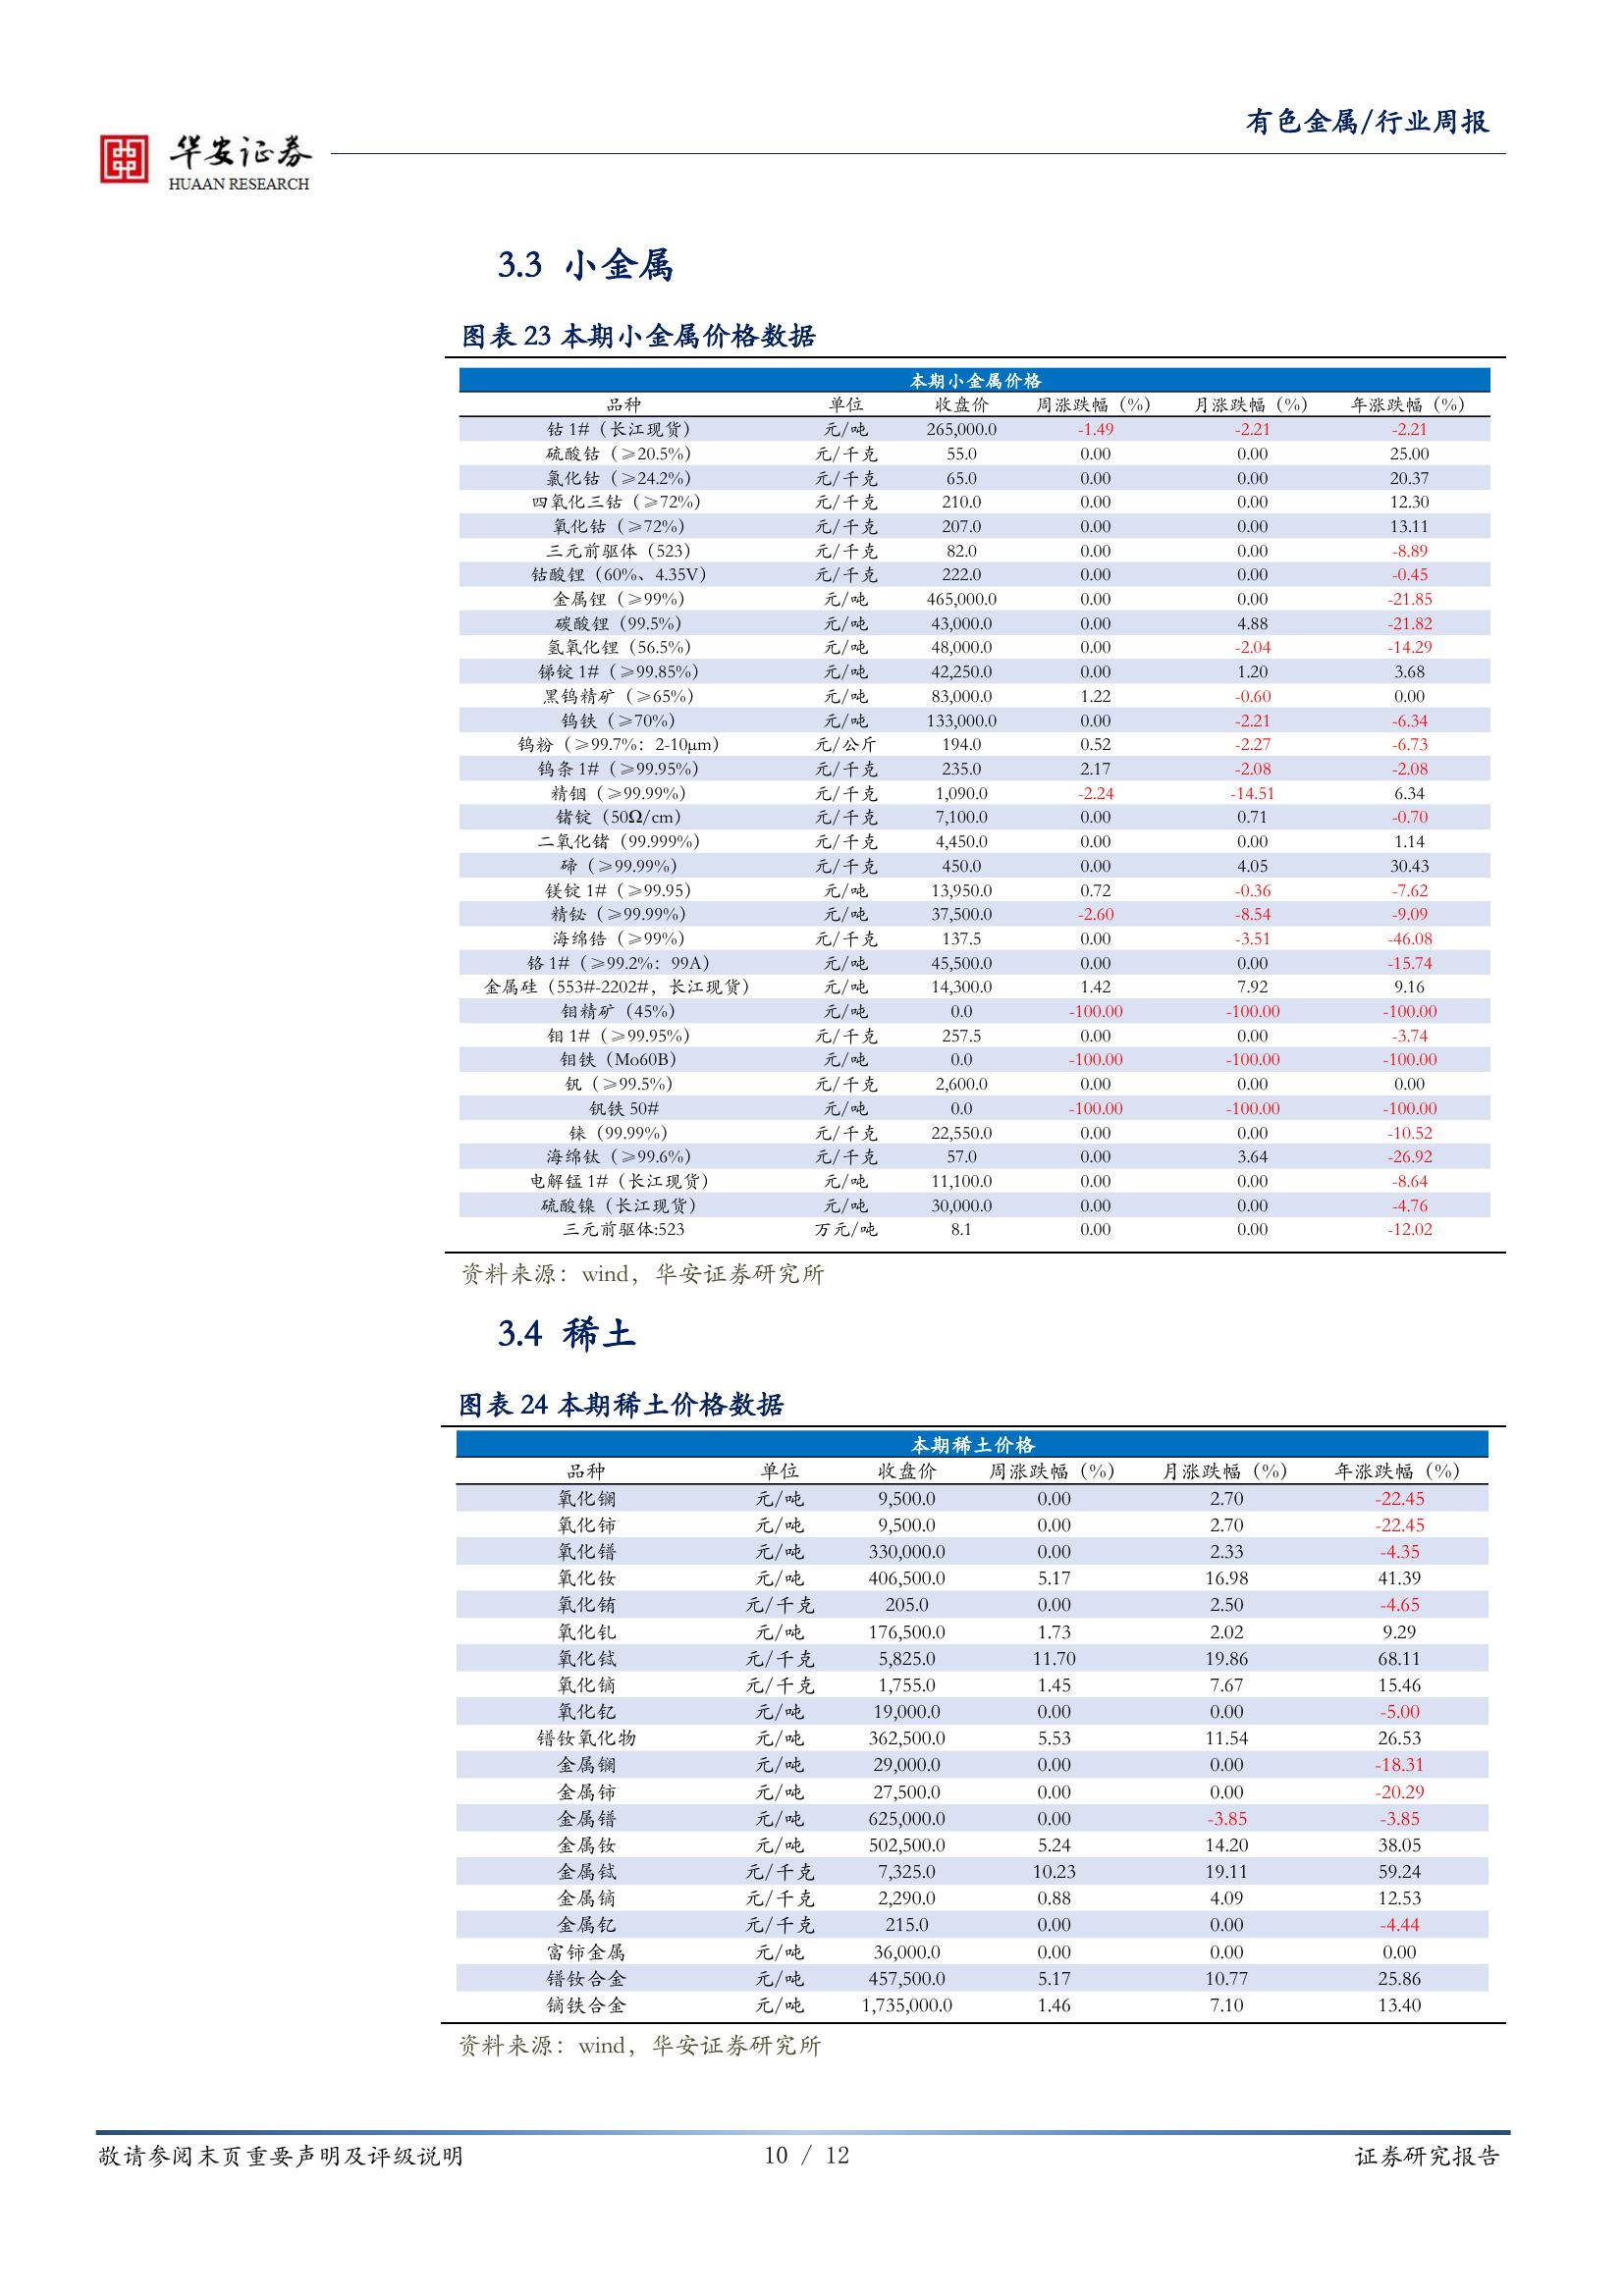 有色金属/行业周报
华安证券
HUAAN RESEARCH
3.3 小金属
图表 23 本期小金属价格数据
本期小金属价格
品种 单位 收盘价 周涨跌幅（%） 月涨跌幅（%） 年涨跌幅（%）
钴 1#（长江现货） 元/吨 265,000.0 -1.49 -2.21 -2.21
硫酸钴（≥20.5%） 元/千克 55.0 0.00 0.00 25.00
氯化钴（≥24.2%） 元/千克 65.0 0.00 0.00 20.37
四氧化三钴（≥72%） 元/千克 210.0 0.00 0.00 12.30
氧化钴（≥72%） 元/千克 207.0 0.00 0.00 13.11
三元前驱体（523） 元/千克 82.0 0.00 0.00 -8.89
钴酸锂（60%、4.35V） 元/千克 222.0 0.00 0.00 -0.45
金属锂（≥99%） 元/吨 465,000.0 0.00 0.00 -21.85
碳酸锂（99.5%） 元/吨 43,000.0 0.00 4.88 -21.82
氢氧化锂（56.5%） 元/吨 48,000.0 0.00 -2.04 -14.29
锑锭 1#（≥99.85%） 元/吨 42,250.0 0.00 1.20 3.68
黑钨精矿（≥65%） 元/吨 83,000.0 1.22 -0.60 0.00
钨铁（≥70%） 元/吨 133,000.0 0.00 -2.21 -6.34
钨粉（≥99.7%：2-10μm） 元/公斤 194.0 0.52 -2.27 -6.73
钨条 1#（≥99.95%） 元/千克 235.0 2.17 -2.08 -2.08
精铟（≥99.99%） 元/千克 1,090.0 -2.24 -14.51 6.34
锗锭（50Ω/cm） 元/千克 7,100.0 0.00 0.71 -0.70
二氧化锗（99.999%） 元/千克 4,450.0 0.00 0.00 1.14
碲（≥99.99%） 元/千克 450.0 0.00 4.05 30.43
镁锭 1#（≥99.95） 元/吨 13,950.0 0.72 -0.36 -7.62
精铋（≥99.99%） 元/吨 37,500.0 -2.60 -8.54 -9.09
海绵锆（≥99%） 元/千克 137.5 0.00 -3.51 -46.08
铬 1#（≥99.2%：99A） 元/吨 45,500.0 0.00 0.00 -15.74
金属硅（553#-2202#，长江现货） 元/吨 14,300.0 1.42 7.92 9.16
钼精矿（45%） 元/吨 0.0 -100.00 -100.00 -100.00
钼 1#（≥99.95%） 元/千克 257.5 0.00 0.00 -3.74
钼铁（Mo60B） 元/吨 0.0 -100.00 -100.00 -100.00
钒（≥99.5%） 元/千克 2,600.0 0.00 0.00 0.00
钒铁 50# 元/吨 0.0 -100.00 -100.00 -100.00
铼（99.99%） 元/千克 22,550.0 0.00 0.00 -10.52
海绵钛（≥99.6%） 元/千克 57.0 0.00 3.64 -26.92
电解锰 1#（长江现货） 元/吨 11,100.0 0.00 0.00 -8.64
硫酸镍（长江现货） 元/吨 30,000.0 0.00 0.00 -4.76
三元前驱体:523 万元/吨 8.1 0.00 0.00 -12.02
资料来源：wind，华安证券研究所
3.4 稀土
图表 24 本期稀土价格数据
本期稀土价格
品种 单位 收盘价 周涨跌幅（%） 月涨跌幅（%） 年涨跌幅（%）
氧化镧 元/吨 9,500.0 0.00 2.70 -22.45
氧化铈 元/吨 9,500.0 0.00 2.70 -22.45
氧化镨 元/吨 330,000.0 0.00 2.33 -4.35
氧化钕 元/吨 406,500.0 5.17 16.98 41.39
氧化铕 元/千克 205.0 0.00 2.50 -4.65
氧化钆 元/吨 176,500.0 1.73 2.02 9.29
氧化铽 元/千克 5,825.0 11.70 19.86 68.11
氧化镝 元/千克 1,755.0 1.45 7.67 15.46
氧化钇 元/吨 19,000.0 0.00 0.00 -5.00
镨钕氧化物 元/吨 362,500.0 5.53 11.54 26.53
金属镧 元/吨 29,000.0 0.00 0.00 -18.31
金属铈 元/吨 27,500.0 0.00 0.00 -20.29
金属镨 元/吨 625,000.0 0.00 -3.85 -3.85
金属钕 元/吨 502,500.0 5.24 14.20 38.05
金属铽 元/千克 7,325.0 10.23 19.11 59.24
金属镝 元/千克 2,290.0 0.88 4.09 12.53
金属钇 元/千克 215.0 0.00 0.00 -4.44
富铈金属 元/吨 36,000.0 0.00 0.00 0.00
镨钕合金 元/吨 457,500.0 5.17 10.77 25.86
镝铁合金 元/吨 1,735,000.0 1.46 7.10 13.40
资料来源：wind，华安证券研究所
敬请参阅末页重要声明及评级说明 10 / 12 证券研究报告